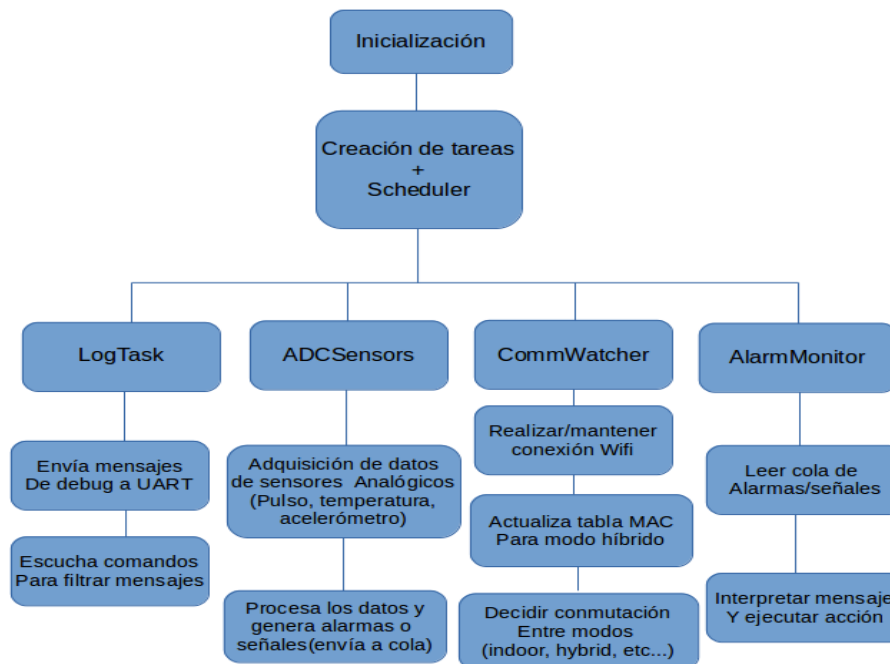 Inicialización
Creación de tareas
+
Scheduler
LogTask
ADCSensors
CommWatcher
AlarmMonitor
Envía mensajes
De debug a UART
Escucha comandos
Para filtrar mensajes
Adquisición de datos
de sensores Analógicos
(Pulso, temperatura,
acelerómetro)
Procesa los datos y
genera alarmas o
señales(envía a cola)
Realizar/mantener
conexión Wifi
Actualiza tabla MAC
Para modo híbrido
Decidir conmutación
Entre modos
(indoor, hybrid, etc...)
Leer cola de
Alarmas/señales
Interpretar mensaje
Y ejecutar acción